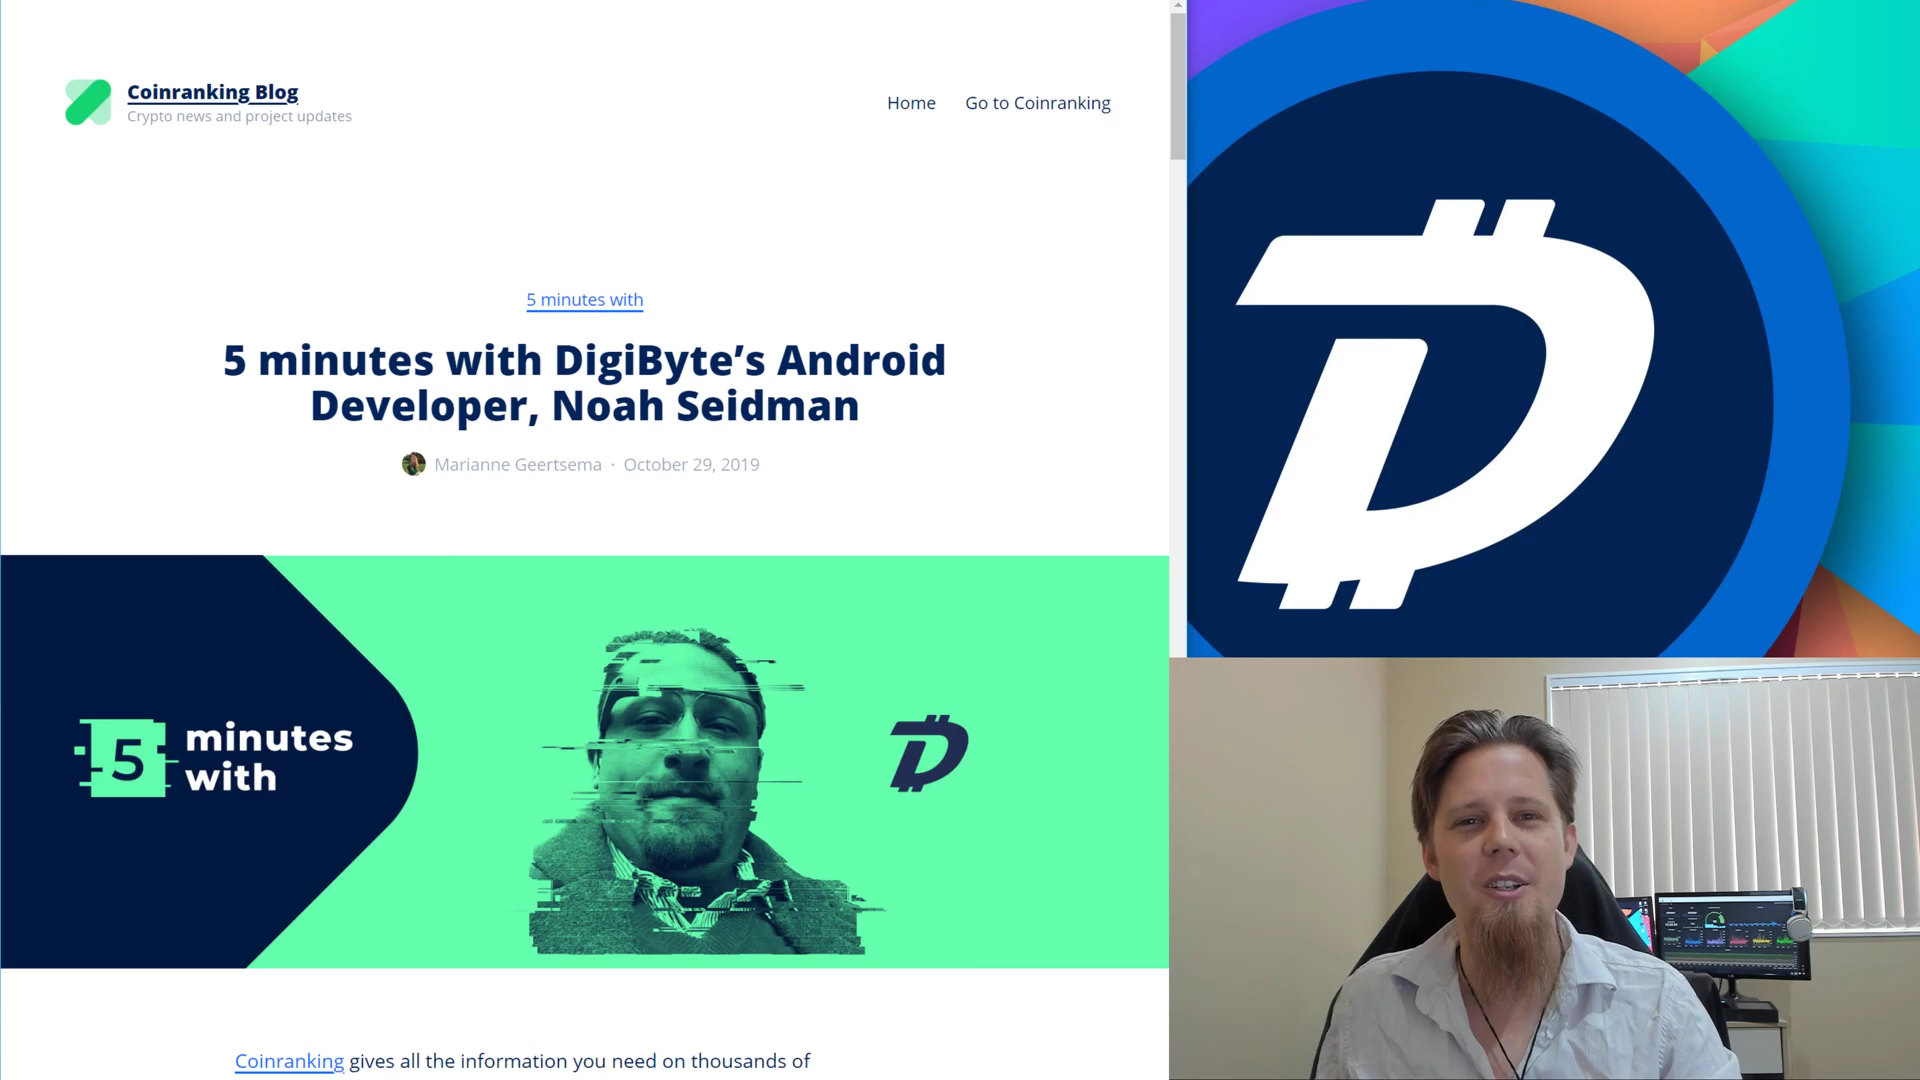 Coinranking Blog
Crypto news and project updates
Home
Go to Coinranking
5 minutes with
5 minutes with DigiByte’s Android
Developer, Noah Seidman
Marianne Geertsema · October 29, 2019
5 minutes
with
Coinranking gives all the information you need on thousands of